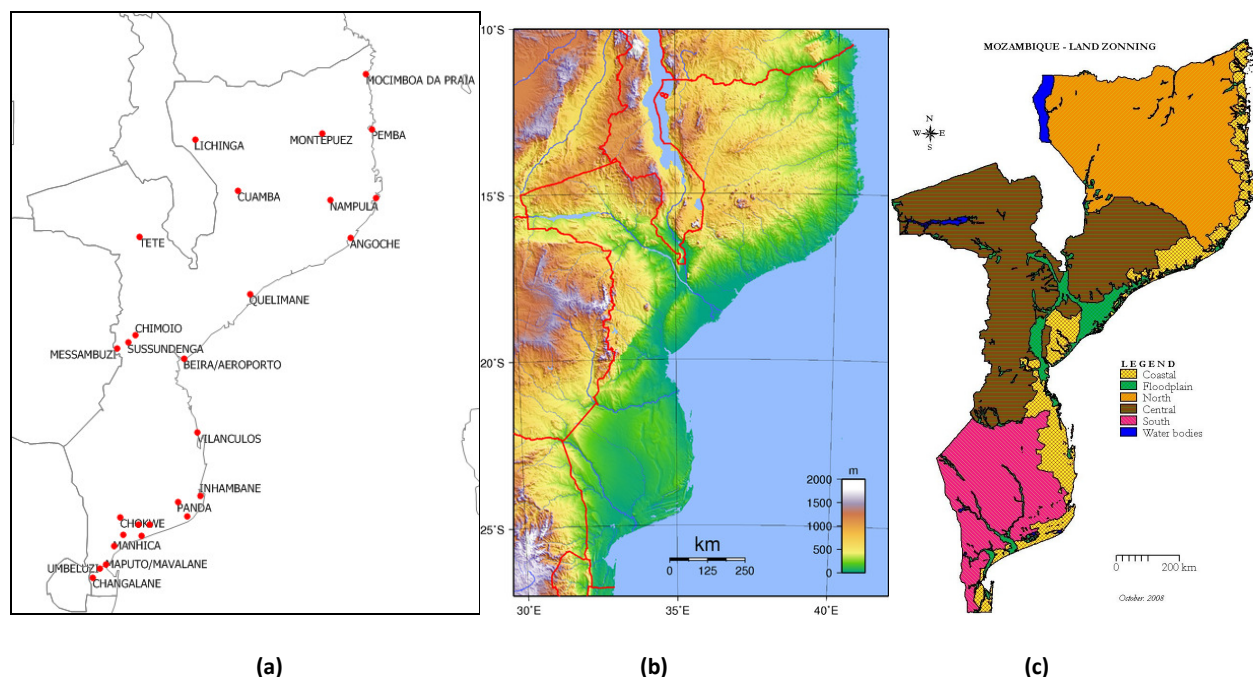 MOCIMBOA DA PRAIA
PEMBA
MONTEPUEZ
LICHINGA
CUAMBA
NAMPULA
TETE
ANGOCHE
QUELIMANE
CHIMOIO
SUSSUNDENGA
MESSAMBUZI
BEIRA/AEROPORTO
VILANCULOS
INHAMBANE
PANDA
CHOKWE
MANHICA
MAPUTO/MAVALANE
UMBELUZI
CHANGALANE
(a)
10°S
15°S
20°S
25°S
30°E
35°E
40°E
m
2000
1500
1000
500
0
km
0 125 250
(b)
MOZAMBIQUE - LAND ZONNING
N
W E
S
LEGEND
Coastal
Floodplain
North
Central
South
Water bodies
0 200 km
October. 2008
(c)